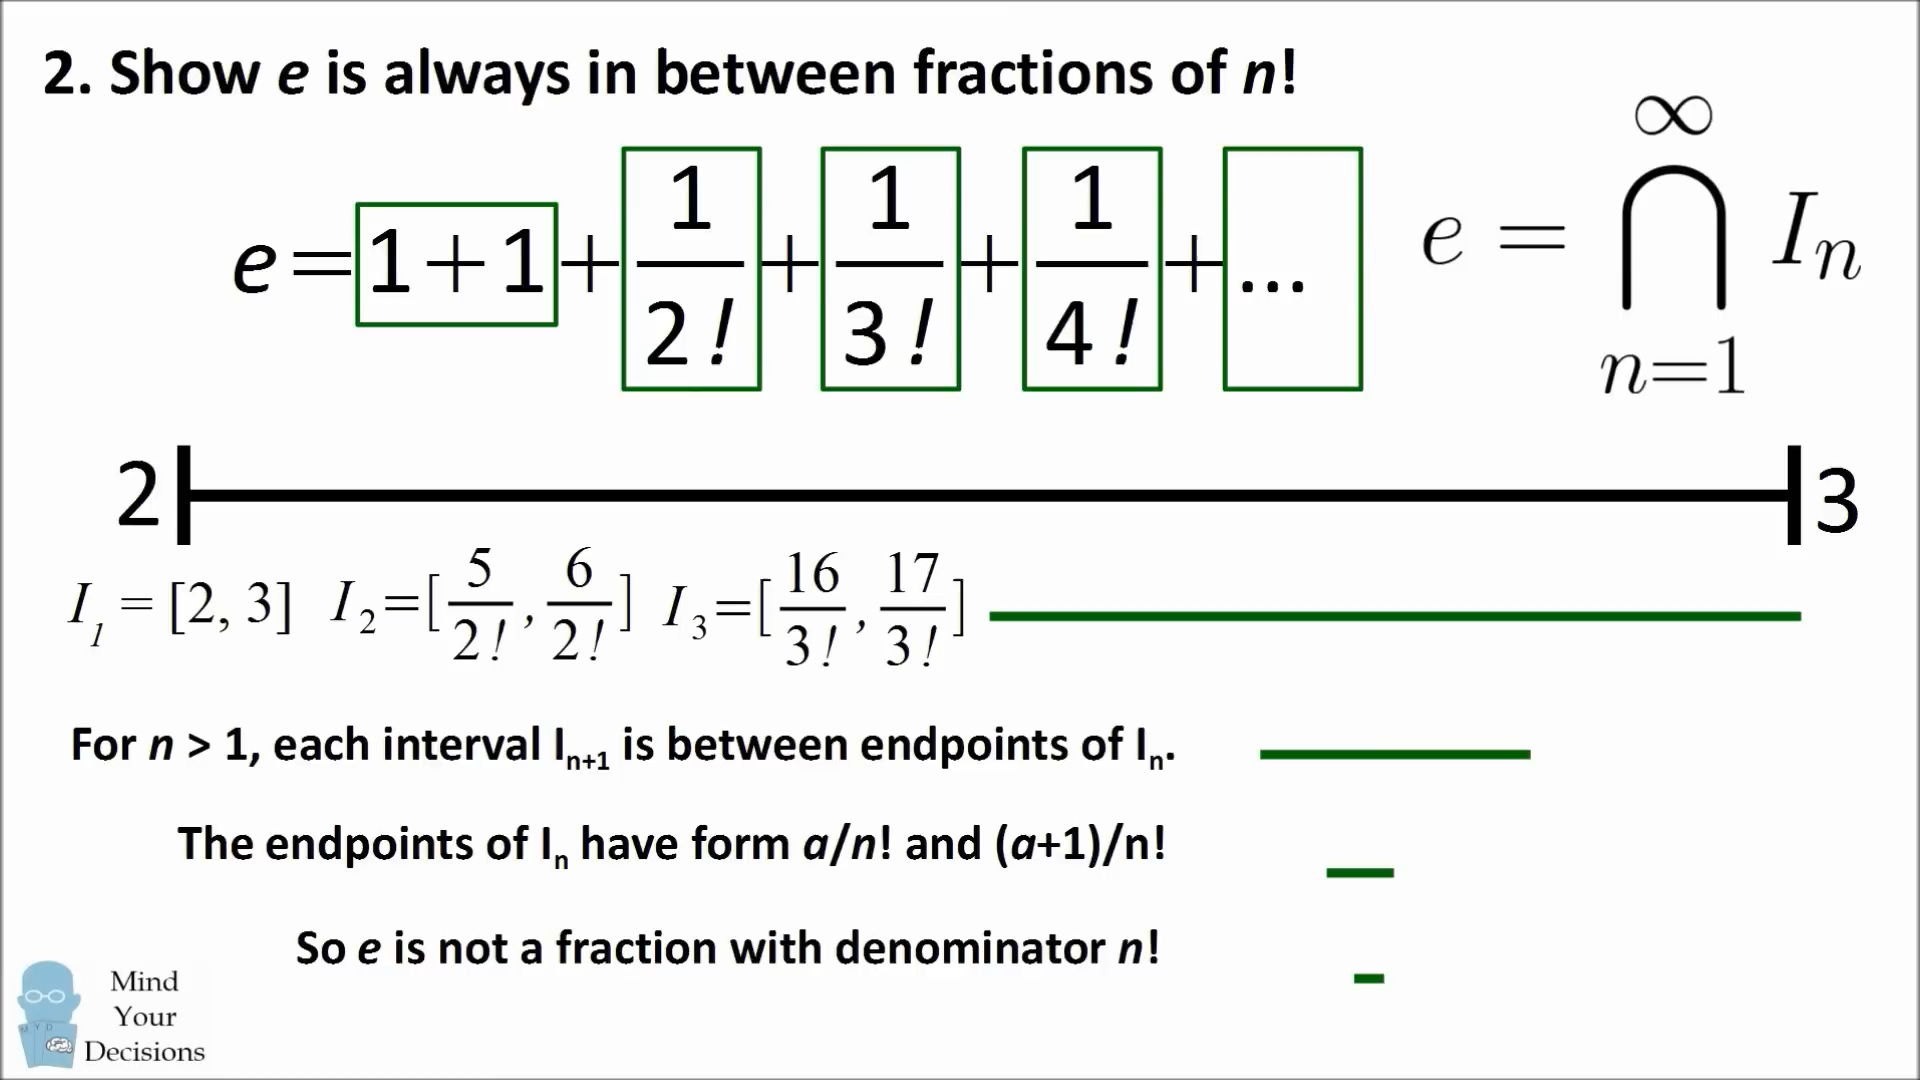 2. Show e is always in between fractions of n!
e = 1 + 1 + 1/2! + 1/3! + 1/4! + ...
e = ⋂_{n=1}^{∞} I_n
2 3
I_1 = [2, 3] I_2 = [5/2!, 6/2!] I_3 = [16/3!, 17/3!]
For n > 1, each interval I_{n+1} is between endpoints of I_n.
The endpoints of I_n have form a/n! and (a+1)/n!
So e is not a fraction with denominator n!
M Y D
Mind
Your
Decisions